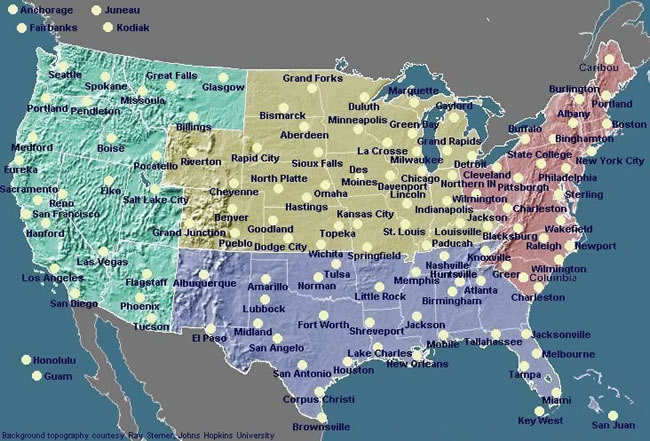 Anchorage
Juneau
Fairbanks
Kodiak
Caribou
Seattle
Great Falls
Spokane
Glasgow
Grand Forks
Marquette
Burlington
Missoula
Portland
Pendleton
Duluth
Gaylord
Portland
Bismarck
Minneapolis
Albany
Billings
Green Bay
Buffalo
Boston
Aberdeen
Binghamton
Medford
Boise
Grand Rapids
La Crosse
State College
Rapid City
Sioux Falls
Milwaukee
Detroit
New York City
Eureka
Pocatello
Riverton
Des
Moines
Chicago
Cleveland
Philadelphia
North Platte
Northern IN
Pittsburgh
Sacramento
Elko
Cheyenne
Omaha
Davenport
Lincoln
Wilmington
Sterling
Reno
Salt Lake City
Hastings
Indianapolis
Charleston
San Francisco
Denver
Kansas City
Jackson
Hanford
Grand Junction
Goodland
Topeka
St. Louis
Louisville
Blacksburg
Wakefield
Pueblo
Dodge City
Paducah
Raleigh
Newport
Las Vegas
Wichita
Springfield
Knoxville
Nashville
Wilmington
Los Angeles
Flagstaff
Albuquerque
Tulsa
Memphis
Huntsville
Greer
Columbia
Amarillo
Norman
Atlanta
San Diego
Phoenix
Little Rock
Birmingham
Charleston
Lubbock
Tucson
Midland
Fort Worth
Shreveport
Jackson
El Paso
San Angelo
Mobile
Tallahassee
Jacksonville
Lake Charles
Melbourne
Honolulu
San Antonio
Houston
New Orleans
Guam
Tampa
Corpus Christi
Miami
Key West
Brownsville
San Juan
Background topography courtesy, Ray Sterner, Johns Hopkins University